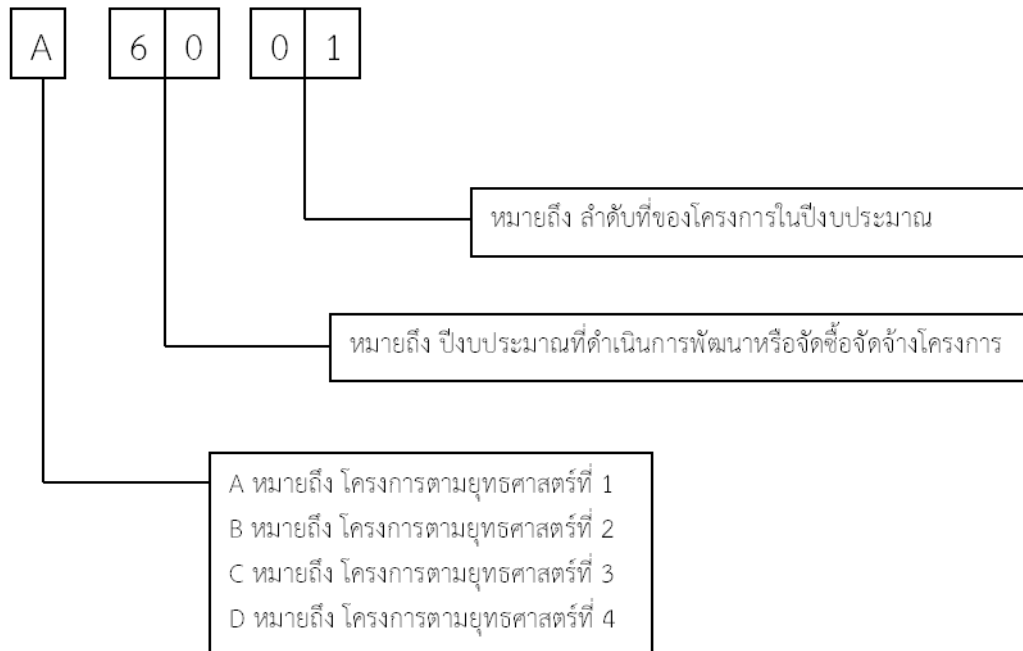 A 6 0 0 1
หมายถึง ลำดับที่ของโครงการในปีงบประมาณ
หมายถึง ปีงบประมาณที่ดำเนินการพัฒนาหรือจัดซื้อจัดจ้างโครงการ
A หมายถึง โครงการตามยุทธศาสตร์ที่ 1
B หมายถึง โครงการตามยุทธศาสตร์ที่ 2
C หมายถึง โครงการตามยุทธศาสตร์ที่ 3
D หมายถึง โครงการตามยุทธศาสตร์ที่ 4